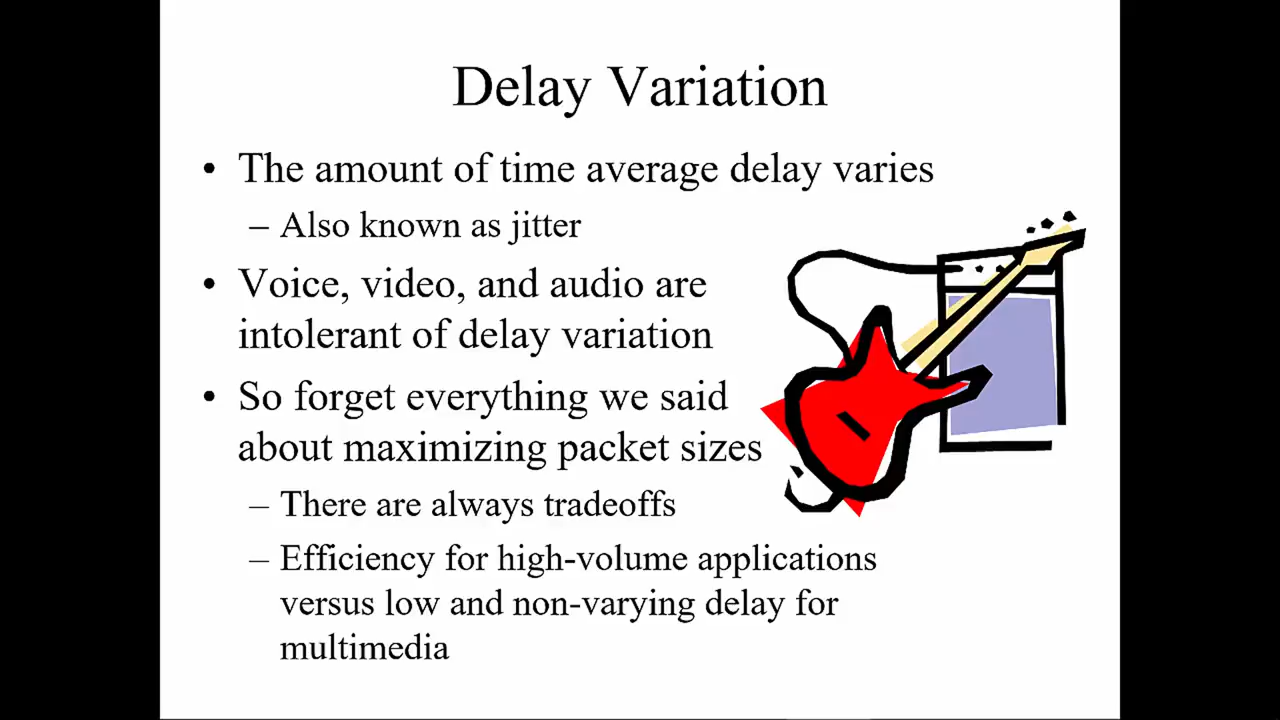 Delay Variation
• The amount of time average delay varies
– Also known as jitter
• Voice, video, and audio are
intolerant of delay variation
• So forget everything we said
about maximizing packet sizes
– There are always tradeoffs
– Efficiency for high-volume applications
versus low and non-varying delay for
multimedia